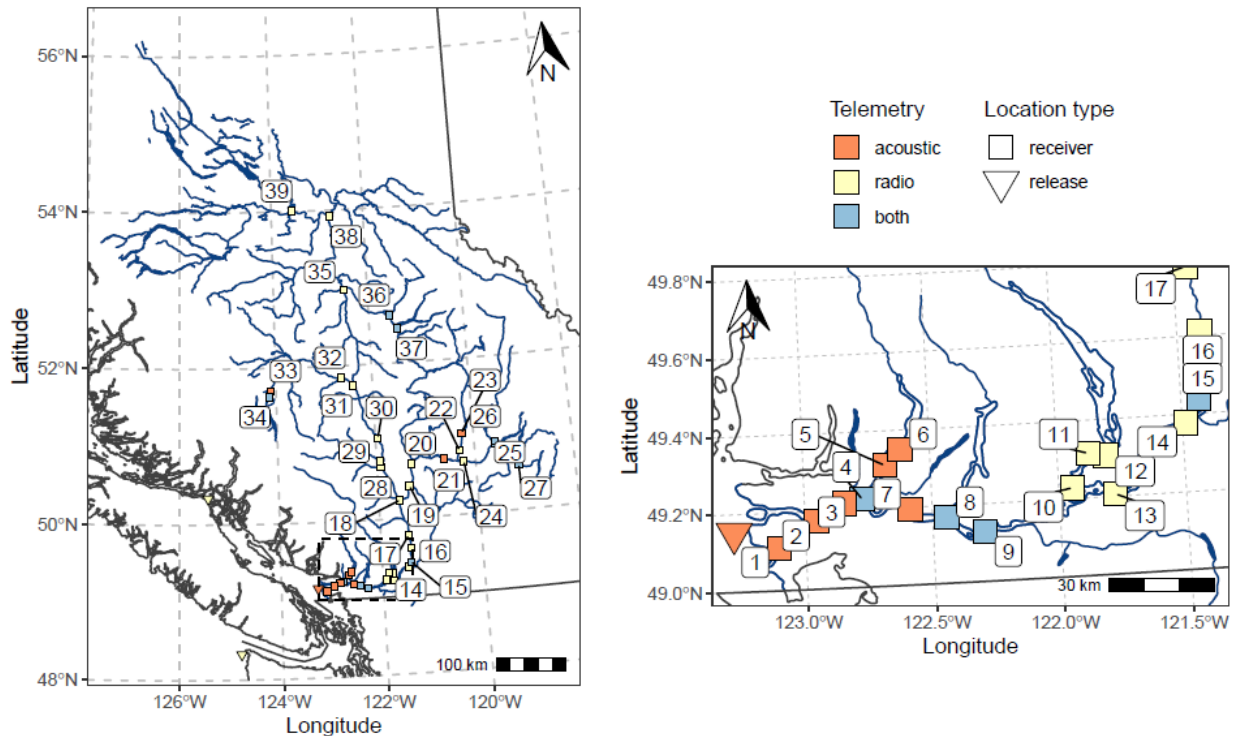 56°N
54°N
52°N
50°N
48°N
Latitude
126°W
124°W
122°W
120°W
Longitude
N
39
38
35
36
37
32
33
23
34
31
30
22
26
20
29
25
21
27
28
18
19
24
17
16
14
15
100 km
Telemetry
acoustic
radio
both
Location type
receiver
release
49.8°N
49.6°N
49.4°N
49.2°N
49.0°N
Latitude
123.0°W
122.5°W
122.0°W
121.5°W
Longitude
N
17
16
15
5
6
11
14
4
12
7
10
13
3
8
2
9
1
30 km